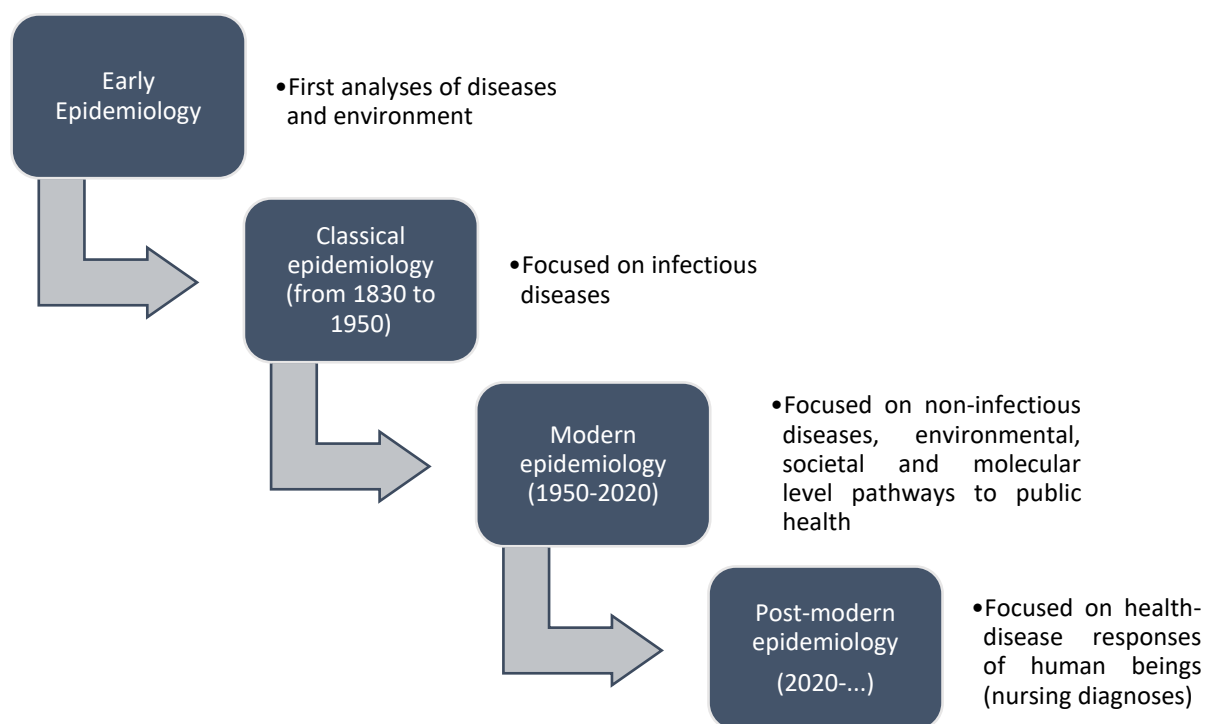 Early
Epidemiology
•First analyses of diseases
and environment
Classical
epidemiology
(from 1830 to
1950)
•Focused on infectious
diseases
Modern
epidemiology
(1950-2020)
•Focused on non-infectious
diseases, environmental,
societal and molecular
level pathways to public
health
Post-modern
epidemiology
(2020-...)
•Focused on health-
disease responses
of human beings
(nursing diagnoses)